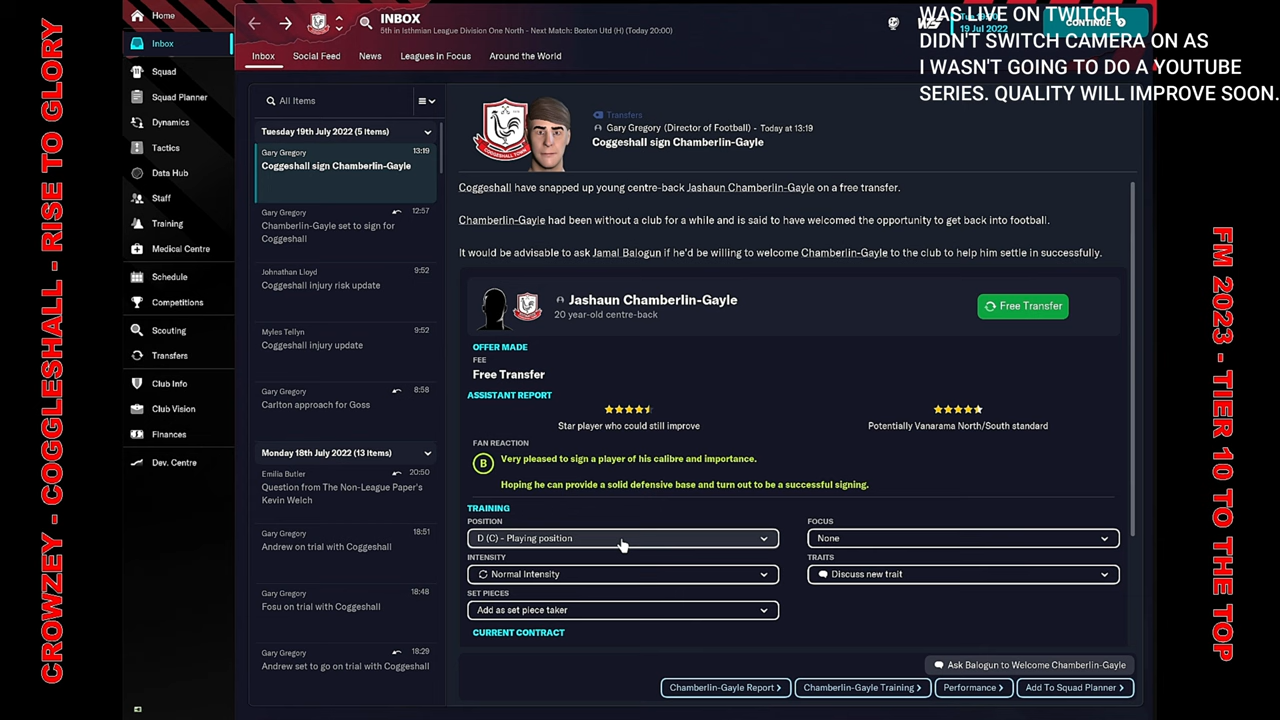 CROWZEY - COGGLESHALL - RISE TO GLORY
Home
Inbox
Squad
Squad Planner
Dynamics
Tactics
Data Hub
Staff
Training
Medical Centre
Schedule
Competitions
Scouting
Transfers
Club Info
Club Vision
Finances
Dev. Centre
INBOX
5th in Isthmian League Division One North - Next Match: Boston Utd (H) (Today 20:00)
CONTINUE
19 Jul 2022
WAS LIVE ON TWITCH.
DIDN'T SWITCH CAMERA ON AS
I WASN'T GOING TO DO A YOUTUBE
SERIES. QUALITY WILL IMPROVE SOON.
Inbox
Social Feed
News
Leagues in Focus
Around the World
All Items
Tuesday 19th July 2022 (5 Items)
Gary Gregory 13:19
Coggeshall sign Chamberlin-Gayle
Gary Gregory 12:57
Chamberlin-Gayle set to sign for
Coggeshall
Johnathan Lloyd 9:52
Coggeshall injury risk update
Myles Tellyn 9:52
Coggeshall injury update
Gary Gregory 8:58
Carlton approach for Goss
Monday 18th July 2022 (13 Items)
Emilia Butler 20:50
Question from The Non-League Paper's
Kevin Welch
Gary Gregory 18:51
Andrew on trial with Coggeshall
Gary Gregory 18:48
Fosu on trial with Coggeshall
Gary Gregory 18:29
Andrew set to go on trial with Coggeshall
COGGESHALL TOWN
Transfers
Gary Gregory (Director of Football) - Today at 13:19
Coggeshall sign Chamberlin-Gayle
Coggeshall have snapped up young centre-back Jashaun Chamberlin-Gayle on a free transfer.
Chamberlin-Gayle had been without a club for a while and is said to have welcomed the opportunity to get back into football.
It would be advisable to ask Jamal Balogun if he'd be willing to welcome Chamberlin-Gayle to the club to help him settle in successfully.
Jashaun Chamberlin-Gayle
20 year-old centre-back
Free Transfer
OFFER MADE
FEE
Free Transfer
ASSISTANT REPORT
Star player who could still improve
Potentially Vanarama North/South standard
FAN REACTION
B
Very pleased to sign a player of his calibre and importance.
Hoping he can provide a solid defensive base and turn out to be a successful signing.
TRAINING
POSITION
D (C) - Playing position
FOCUS
None
INTENSITY
Normal Intensity
TRAITS
Discuss new trait
SET PIECES
Add as set piece taker
CURRENT CONTRACT
Ask Balogun to Welcome Chamberlin-Gayle
Chamberlin-Gayle Report
Chamberlin-Gayle Training
Performance
Add To Squad Planner
FM 2023 - TIER 10 TO THE TOP